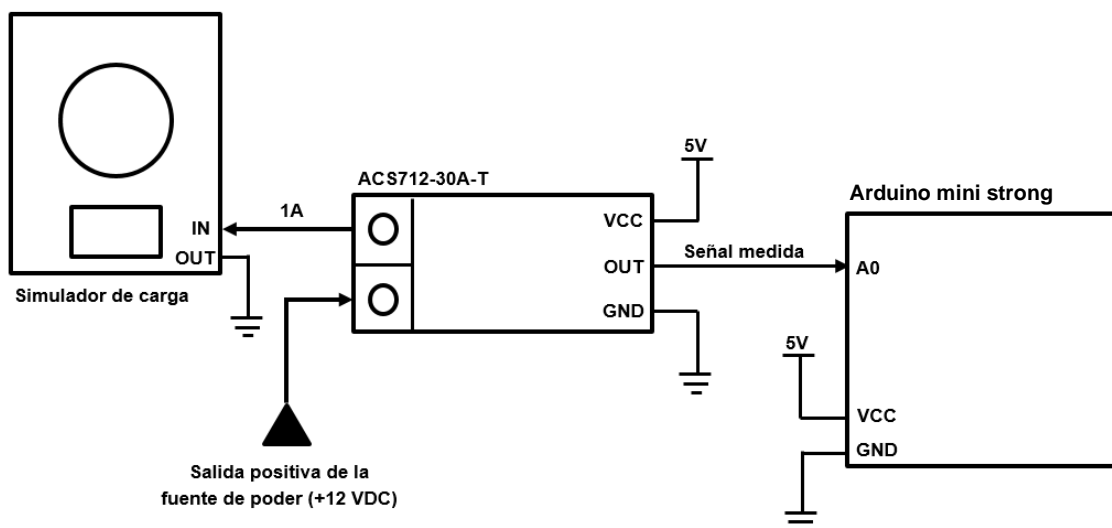 5V
ACS712-30A-T
Arduino mini strong
1A
VCC
IN
Señal medida
OUT
OUT
A0
Simulador de carga
GND
5V
VCC
GND
Salida positiva de la
fuente de poder (+12 VDC)